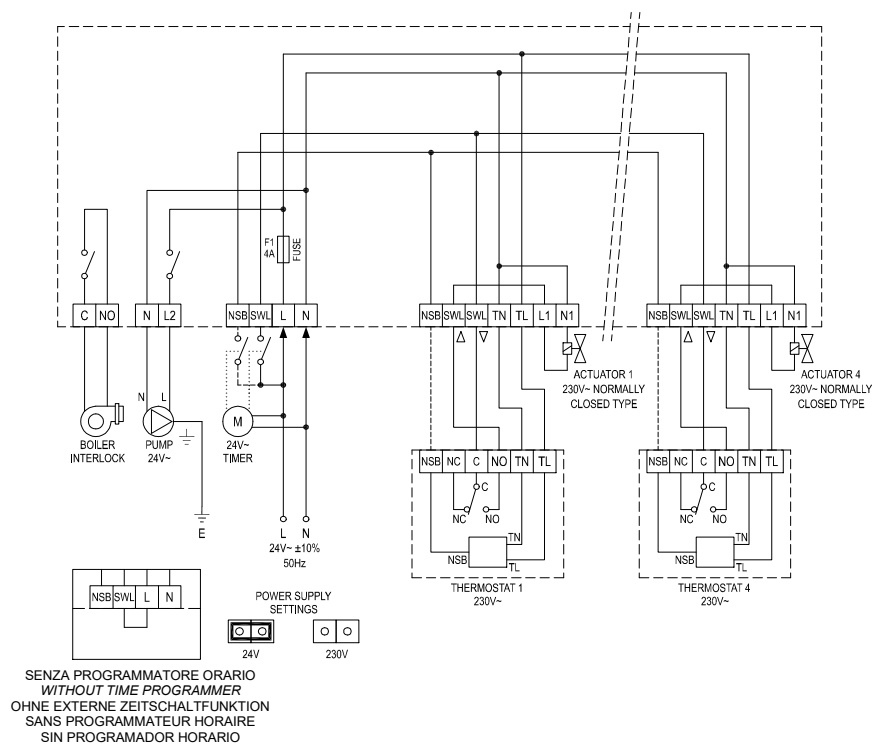 F1
4A
FUSE
C NO
N L2
NSB SWL L N
NSB SWL SWL TN TL L1 N1
NSB SWL SWL TN TL L1 N1
N L
M
BOILER
INTERLOCK
PUMP
24V~
24V~
TIMER
E
L N
24V~ ±10%
50Hz
ACTUATOR 1
230V~ NORMALLY
CLOSED TYPE
ACTUATOR 4
230V~ NORMALLY
CLOSED TYPE
NSB NC C NO TN TL
C
NC NO
TN
NSB
TL
THERMOSTAT 1
230V~
NSB NC C NO TN TL
C
NC NO
TN
NSB
TL
THERMOSTAT 4
230V~
NSB SWL L N
POWER SUPPLY
SETTINGS
24V 230V
SENZA PROGRAMMATORE ORARIO
WITHOUT TIME PROGRAMMER
OHNE EXTERNE ZEITSCHALTFUNKTION
SANS PROGRAMMATEUR HORAIRE
SIN PROGRAMADOR HORARIO